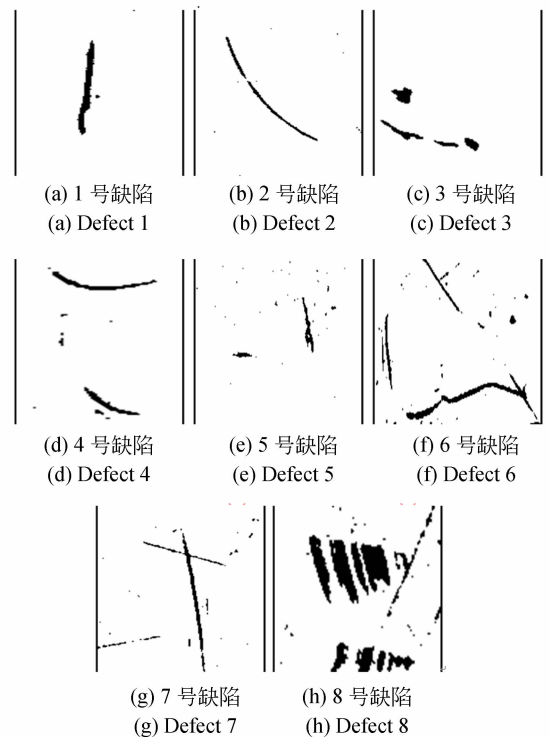 (a) 1 号缺陷
(a) Defect 1
(b) 2 号缺陷
(b) Defect 2
(c) 3 号缺陷
(c) Defect 3
(d) 4 号缺陷
(d) Defect 4
(e) 5 号缺陷
(e) Defect 5
(f) 6 号缺陷
(f) Defect 6
(g) 7 号缺陷
(g) Defect 7
(h) 8 号缺陷
(h) Defect 8